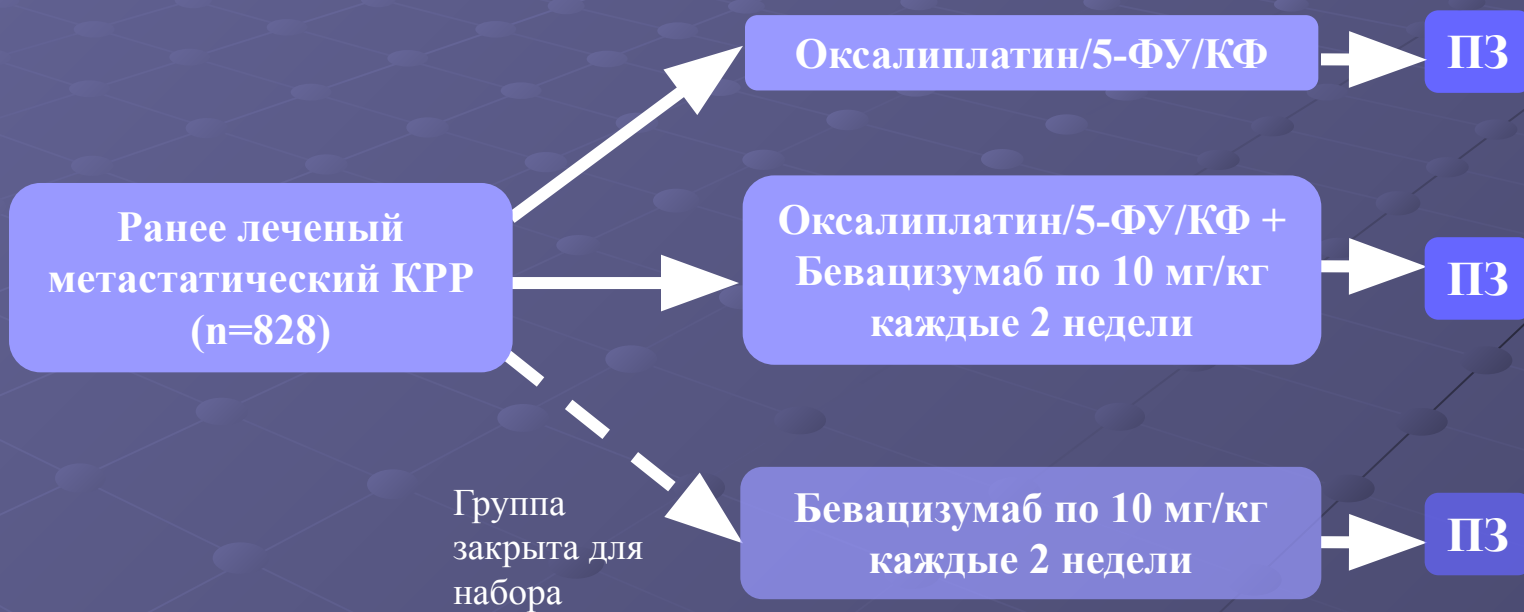 Ранее леченый
метастатический КРР
(n=828)
Оксалиплатин/5-ФУ/КФ
ПЗ
Оксалиплатин/5-ФУ/КФ +
Бевацизумаб по 10 мг/кг
каждые 2 недели
ПЗ
Группа
закрыта для
набора
Бевацизумаб по 10 мг/кг
каждые 2 недели
ПЗ